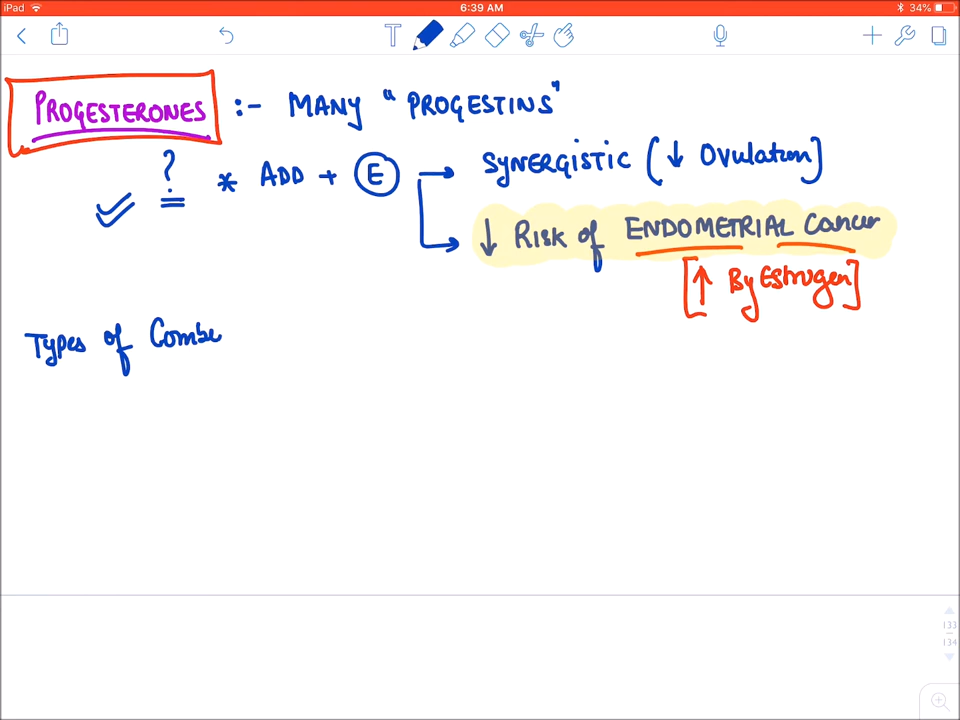 iPad 6:39 AM 34%
T
PROGESTERONES :- MANY "PROGESTINS"
? * ADD + E → SYNERGISTIC [↓ Ovulation]
↓ Risk of ENDOMETRIAL Cancer
[↑ By Estrogen]
Types of Combe
133
134